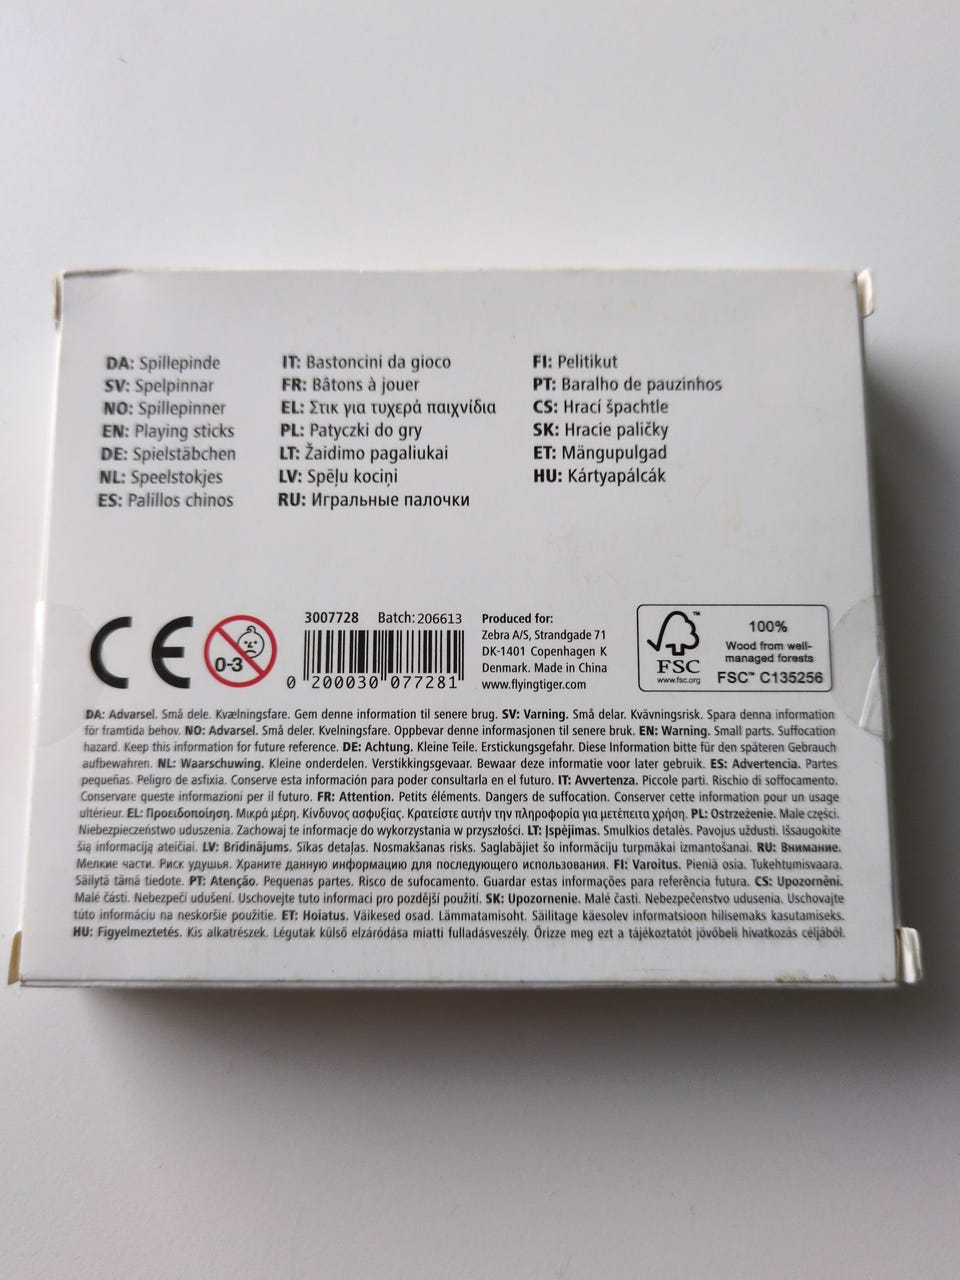 DA: Spillepinde
SV: Spelpinnar
NO: Spillepinner
EN: Playing sticks
DE: Spielstäbchen
NL: Speelstokjes
ES: Palillos chinos
IT: Bastoncini da gioco
FR: Bâtons à jouer
EL: Στικ για τυχερά παιχνίδια
PL: Patyczki do gry
LT: Žaidimo pagaliukai
LV: Spēļu kociņi
RU: Игральные палочки
FI: Pelitikut
PT: Baralho de pauzinhos
CS: Hrací špachtle
SK: Hracie paličky
ET: Mängupulgad
HU: Kártyapálcák
CE
0-3
3007728 Batch: 206613
0 200030 077281
Produced for:
Zebra A/S, Strandgade 71
DK-1401 Copenhagen K
Denmark. Made in China
www.flyingtiger.com
FSC
www.fsc.org
100%
Wood from well-
managed forests
FSC™ C135256
DA: Advarsel. Små dele. Kvælningsfare. Gem denne information til senere brug. SV: Varning. Små delar. Kvävningsrisk. Spara denna information
för framtida behov. NO: Advarsel. Små deler. Kvelningsfare. Oppbevar denne informasjonen til senere bruk. EN: Warning. Small parts. Suffocation
hazard. Keep this information for future reference. DE: Achtung. Kleine Teile. Erstickungsgefahr. Diese Information bitte für den späteren Gebrauch
aufbewahren. NL: Waarschuwing. Kleine onderdelen. Verstikkingsgevaar. Bewaar deze informatie voor later gebruik. ES: Advertencia. Partes
pequeñas. Peligro de asfixia. Conserve esta información para poder consultarla en el futuro. IT: Avvertenza. Piccole parti. Rischio di soffocamento.
Conservare queste informazioni per il futuro. FR: Attention. Petits éléments. Dangers de suffocation. Conserver cette information pour un usage
ultérieur. EL: Προειδοποίηση. Μικρά μέρη. Κίνδυνος ασφυξίας. Κρατείστε αυτήν την πληροφορία για μετέπειτα χρήση. PL: Ostrzeżenie. Małe części.
Niebezpieczeństwo uduszenia. Zachowaj te informacje do wykorzystania w przyszłości. LT: Įspėjimas. Smulkios detalės. Pavojus uždusti. Išsaugokite
šią informaciją ateičiai. LV: Brīdinājums. Sīkas detaļas. Nosmakšanas risks. Saglabājiet šo informāciju turpmākai izmantošanai. RU: Внимание.
Мелкие части. Риск удушья. Храните данную информацию для последующего использования. FI: Varoitus. Pieniä osia. Tukehtumisvaara.
Säilytä tämä tiedote. PT: Atenção. Pequenas partes. Risco de sufocamento. Guardar estas informações para referência futura. CS: Upozornění.
Malé části. Nebezpečí udušení. Uschovejte tuto informaci pro pozdější použití. SK: Upozornenie. Malé časti. Nebezpečenstvo udusenia. Uschovajte
túto informáciu na neskoršie použitie. ET: Hoiatus. Väikesed osad. Lämmatamisoht. Säilitage käesolev informatsioon hilisemaks kasutamiseks.
HU: Figyelmeztetés. Kis alkatrészek. Légutak külső elzáródása miatti fulladásveszély. Őrizze meg ezt a tájékoztatót jövőbeli hivatkozás céljából.